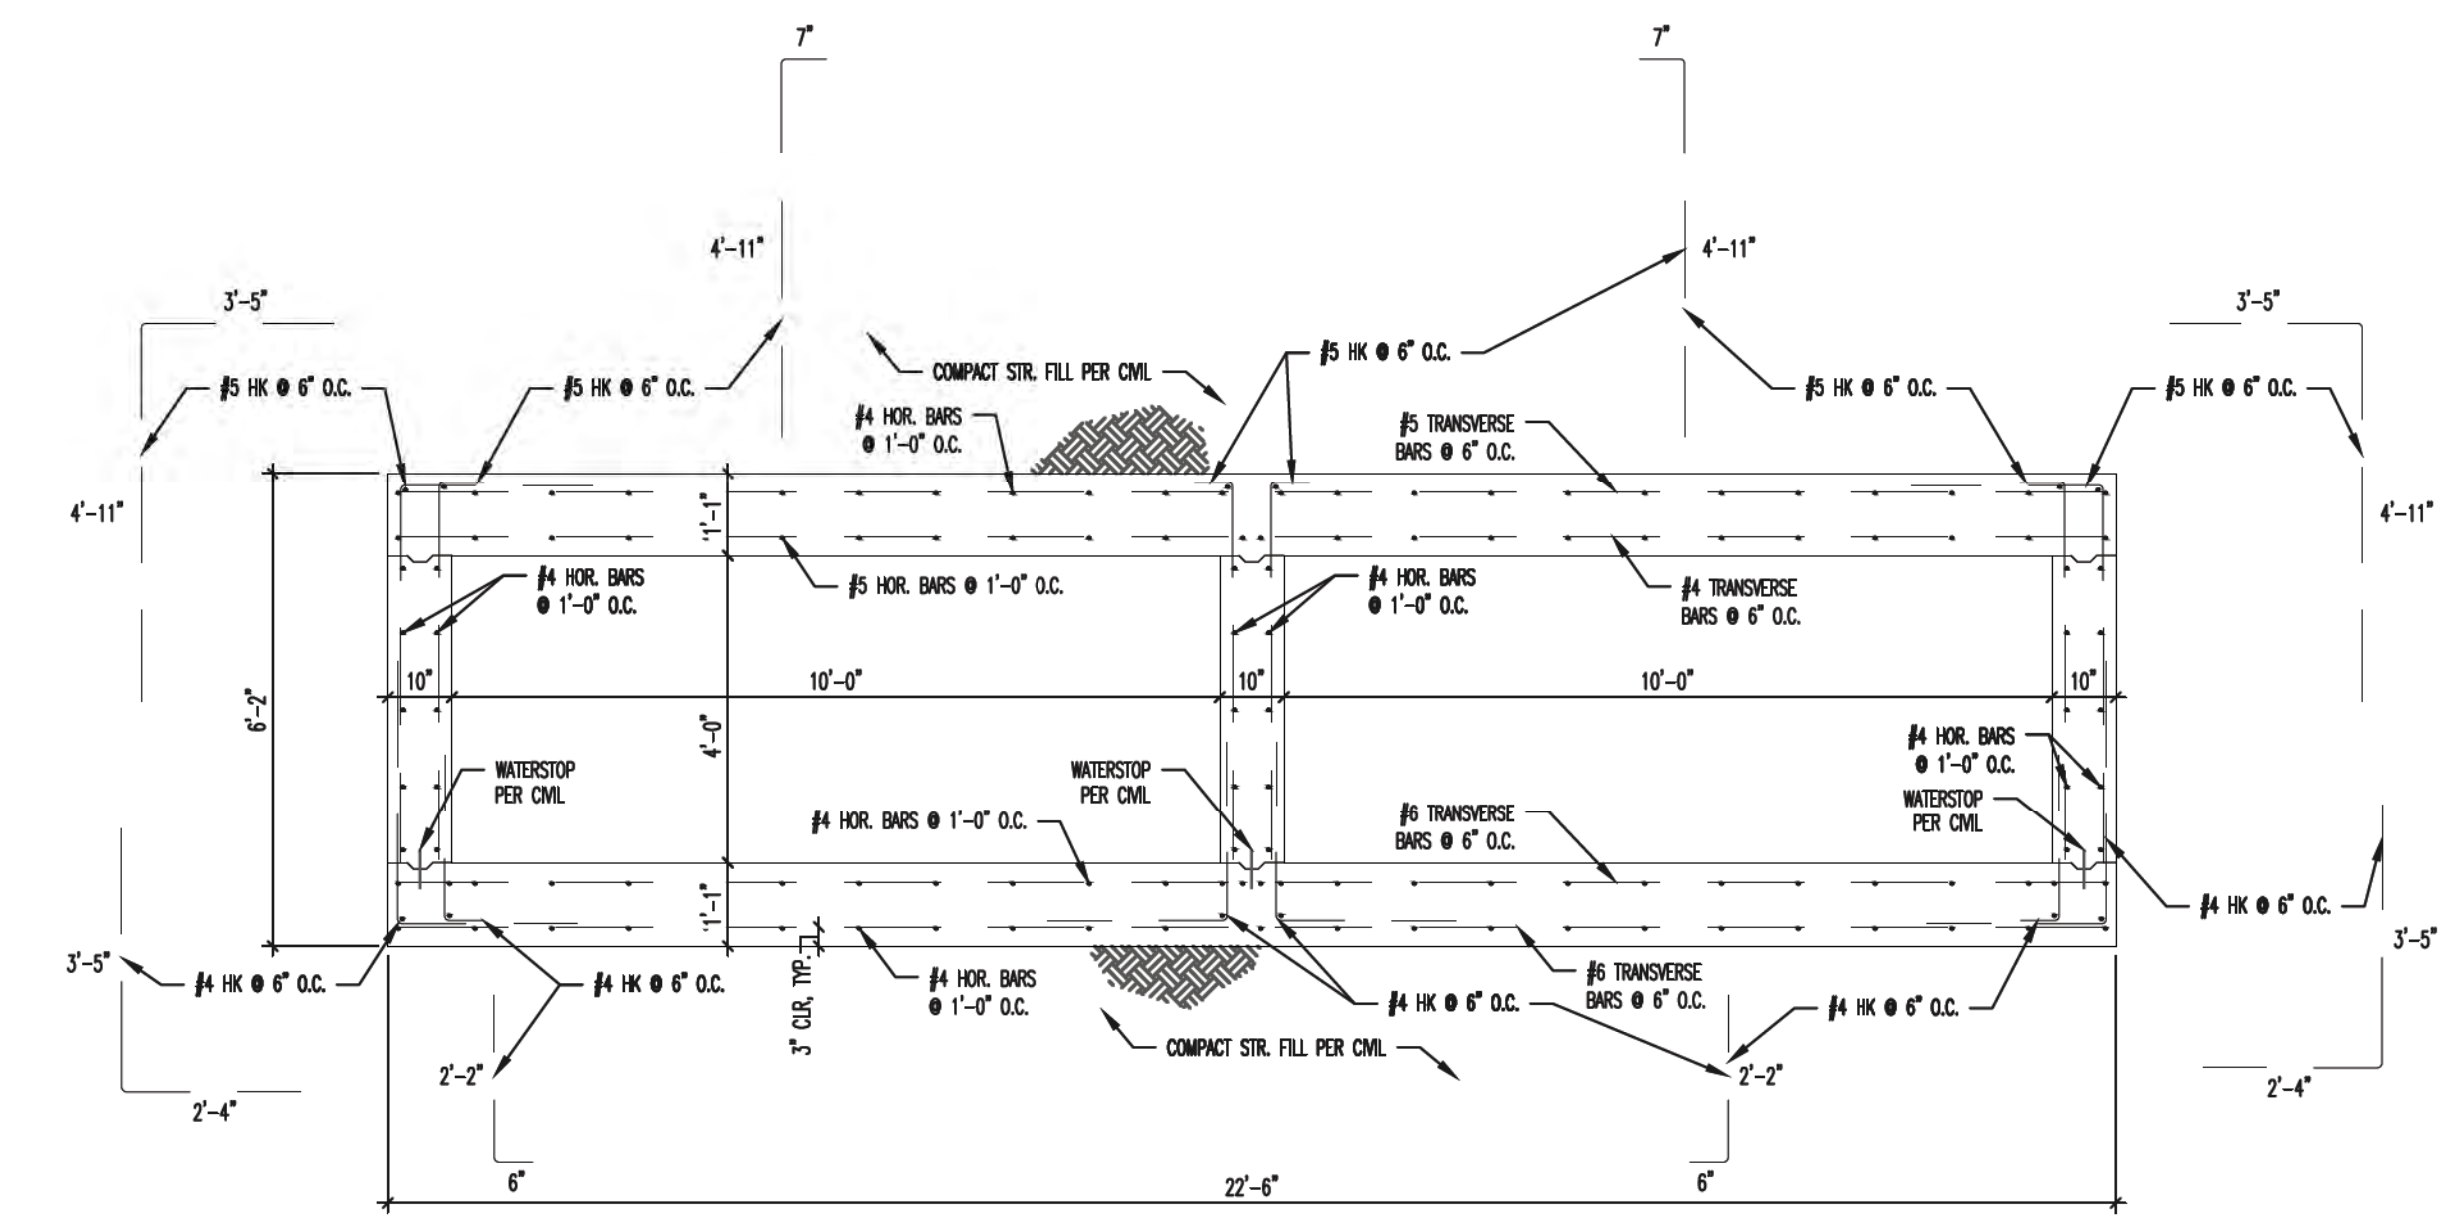 7"
7"
4'-11"
4'-11"
3'-5"
3'-5"
#5 HK @ 6" O.C.
COMPACT STR. FILL PER CIVIL
#5 HK @ 6" O.C.
#5 HK @ 6" O.C.
#5 HK @ 6" O.C.
#5 HK @ 6" O.C.
#4 HOR. BARS
@ 1'-0" O.C.
#5 TRANSVERSE
BARS @ 6" O.C.
4'-11"
1'-1"
4'-11"
#4 HOR. BARS
@ 1'-0" O.C.
#5 HOR. BARS @ 1'-0" O.C.
#4 HOR. BARS
@ 1'-0" O.C.
#4 TRANSVERSE
BARS @ 6" O.C.
6'-2"
10"
10'-0"
10"
10'-0"
10"
4'-0"
#4 HOR. BARS
@ 1'-0" O.C.
WATERSTOP
PER CIVIL
WATERSTOP
PER CIVIL
WATERSTOP
PER CIVIL
#4 HOR. BARS @ 1'-0" O.C.
#6 TRANSVERSE
BARS @ 6" O.C.
1'-1"
#4 HK @ 6" O.C.
3'-5"
3'-5"
#4 HK @ 6" O.C.
#4 HK @ 6" O.C.
3" CLR, TYP.
#4 HOR. BARS
@ 1'-0" O.C.
#4 HK @ 6" O.C.
#6 TRANSVERSE
BARS @ 6" O.C.
#4 HK @ 6" O.C.
COMPACT STR. FILL PER CIVIL
2'-2"
2'-2"
2'-4"
2'-4"
6"
22'-6"
6"